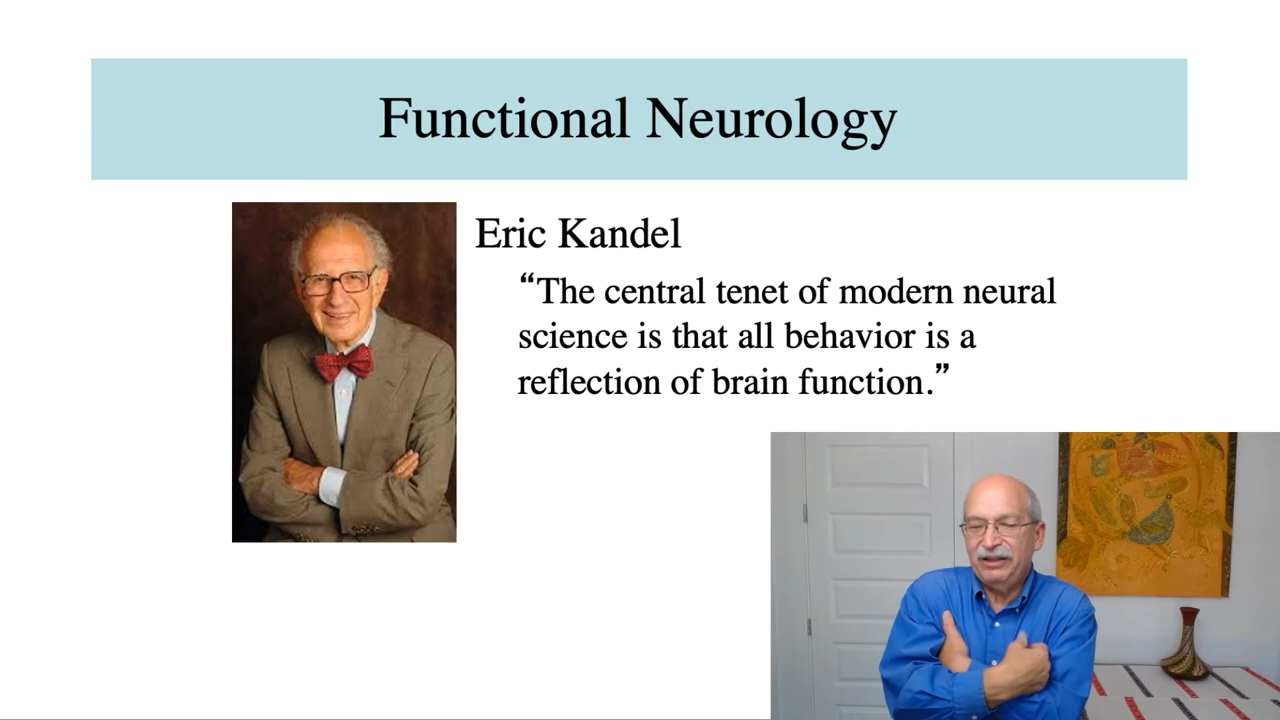 Functional Neurology
Eric Kandel
“The central tenet of modern neural
science is that all behavior is a
reflection of brain function.”